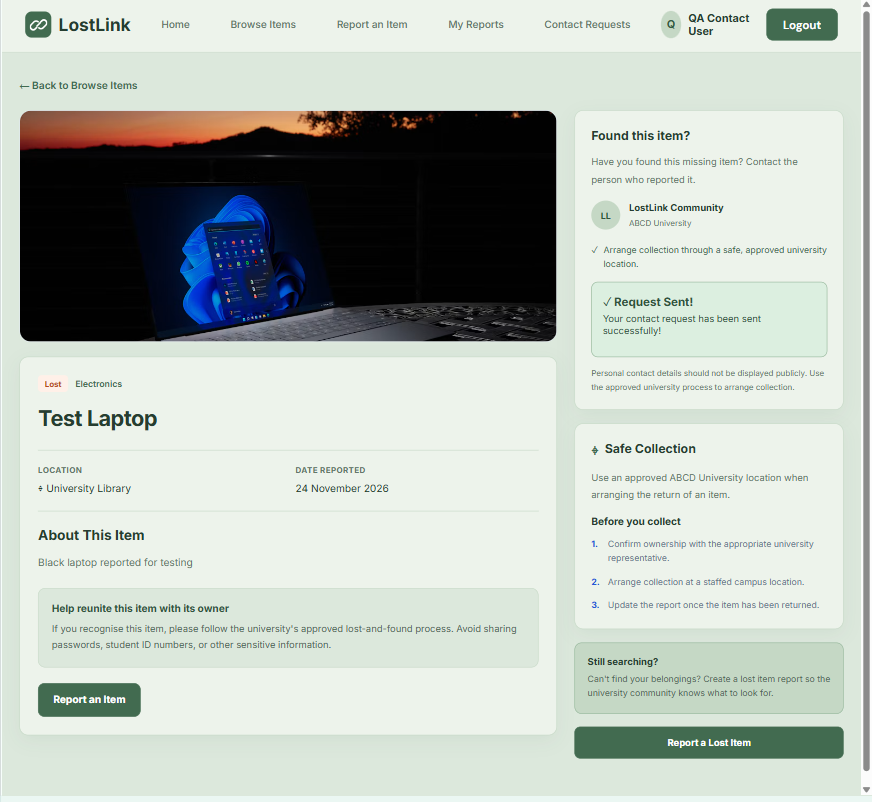 LostLink
Home
Browse Items
Report an Item
My Reports
Contact Requests
Q
QA Contact
User
Logout
← Back to Browse Items
Lost
Electronics
Test Laptop
LOCATION
University Library
DATE REPORTED
24 November 2026
About This Item
Black laptop reported for testing
Help reunite this item with its owner
If you recognise this item, please follow the university's approved lost-and-found process. Avoid sharing
passwords, student ID numbers, or other sensitive information.
Report an Item
Found this item?
Have you found this missing item? Contact the
person who reported it.
LL
LostLink Community
ABCD University
✓ Arrange collection through a safe, approved university
location.
✓ Request Sent!
Your contact request has been sent
successfully!
Personal contact details should not be displayed publicly. Use
the approved university process to arrange collection.
Safe Collection
Use an approved ABCD University location when
arranging the return of an item.
Before you collect
1. Confirm ownership with the appropriate university
representative.
2. Arrange collection at a staffed campus location.
3. Update the report once the item has been returned.
Still searching?
Can't find your belongings? Create a lost item report so the
university community knows what to look for.
Report a Lost Item